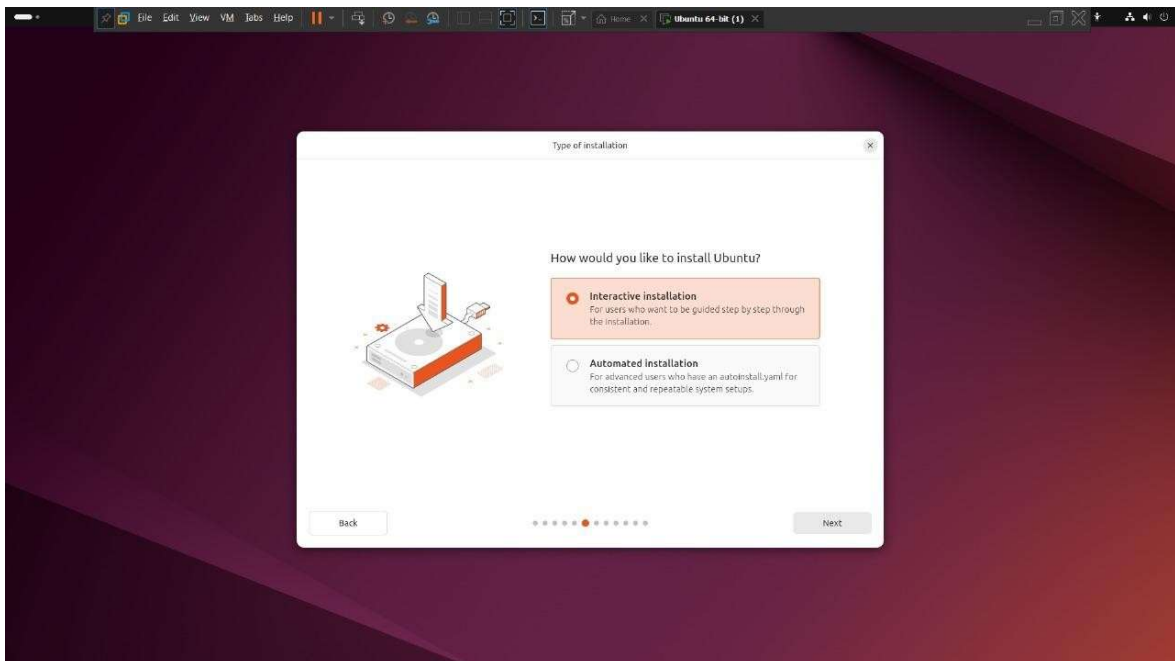 File Edit View VM Tabs Help Home Ubuntu 64-bit (1)
Type of installation
How would you like to install Ubuntu?
Interactive installation
For users who want to be guided step by step through
the installation.
Automated installation
For advanced users who have an autoinstall.yaml for
consistent and repeatable system setups.
Back
Next